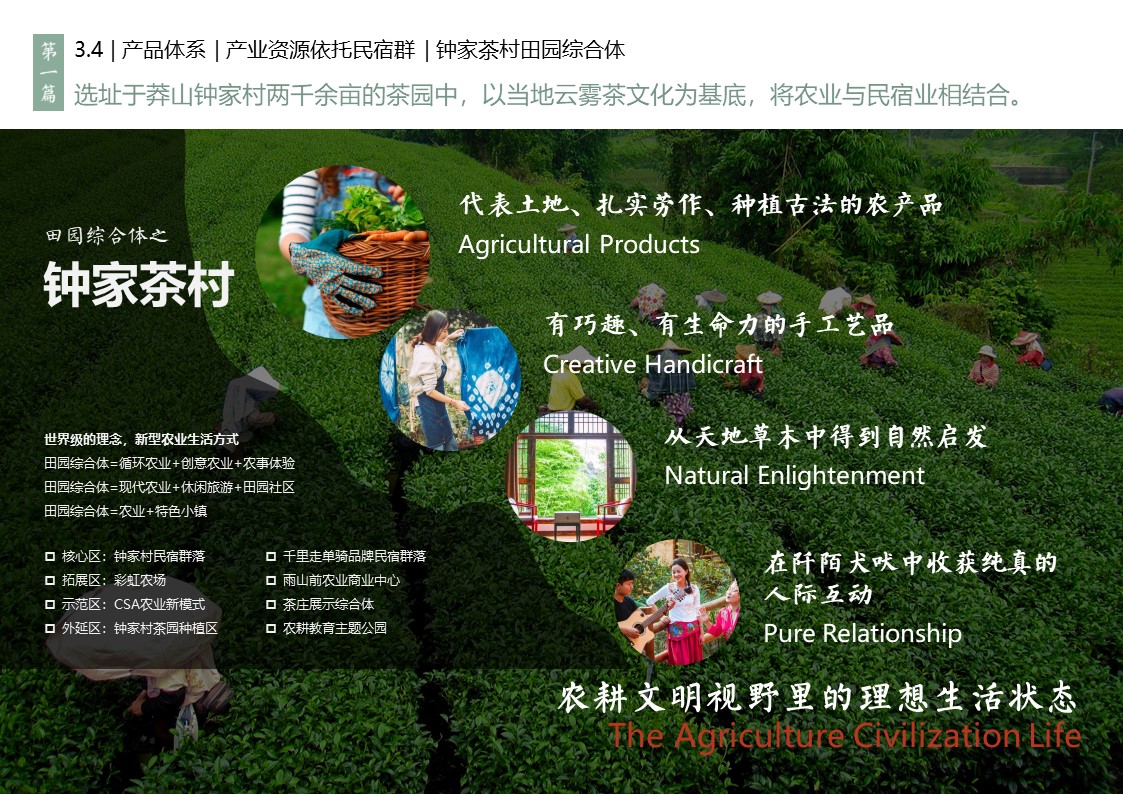 第一篇
3.4 | 产品体系 | 产业资源依托民宿群 | 钟家茶村田园综合体
选址于莽山钟家村两千余亩的茶园中，以当地云雾茶文化为基底，将农业与民宿业相结合。
田园综合体之
钟家茶村
代表土地、扎实劳作、种植古法的农产品
Agricultural Products
有巧趣、有生命力的手工艺品
Creative Handicraft
从天地草木中得到自然启发
Natural Enlightenment
在阡陌犬吠中收获纯真的
人际互动
Pure Relationship
世界级的理念，新型农业生活方式
田园综合体=循环农业+创意农业+农事体验
田园综合体=现代农业+休闲旅游+田园社区
田园综合体=农业+特色小镇
核心区：钟家村民宿群落
拓展区：彩虹农场
示范区：CSA农业新模式
外延区：钟家村茶园种植区
千里走单骑品牌民宿群落
雨山前农业商业中心
茶庄展示综合体
农耕教育主题公园
农耕文明视野里的理想生活状态
The Agriculture Civilization Life